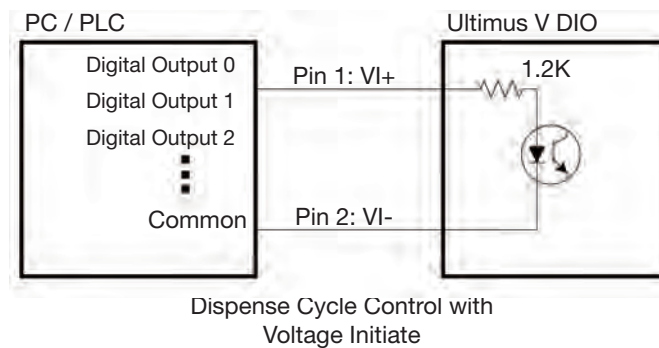 PC / PLC
Ultimus V DIO
Digital Output 0
Digital Output 1
Digital Output 2
Common
Pin 1: VI+
Pin 2: VI-
1.2K
Dispense Cycle Control with
Voltage Initiate